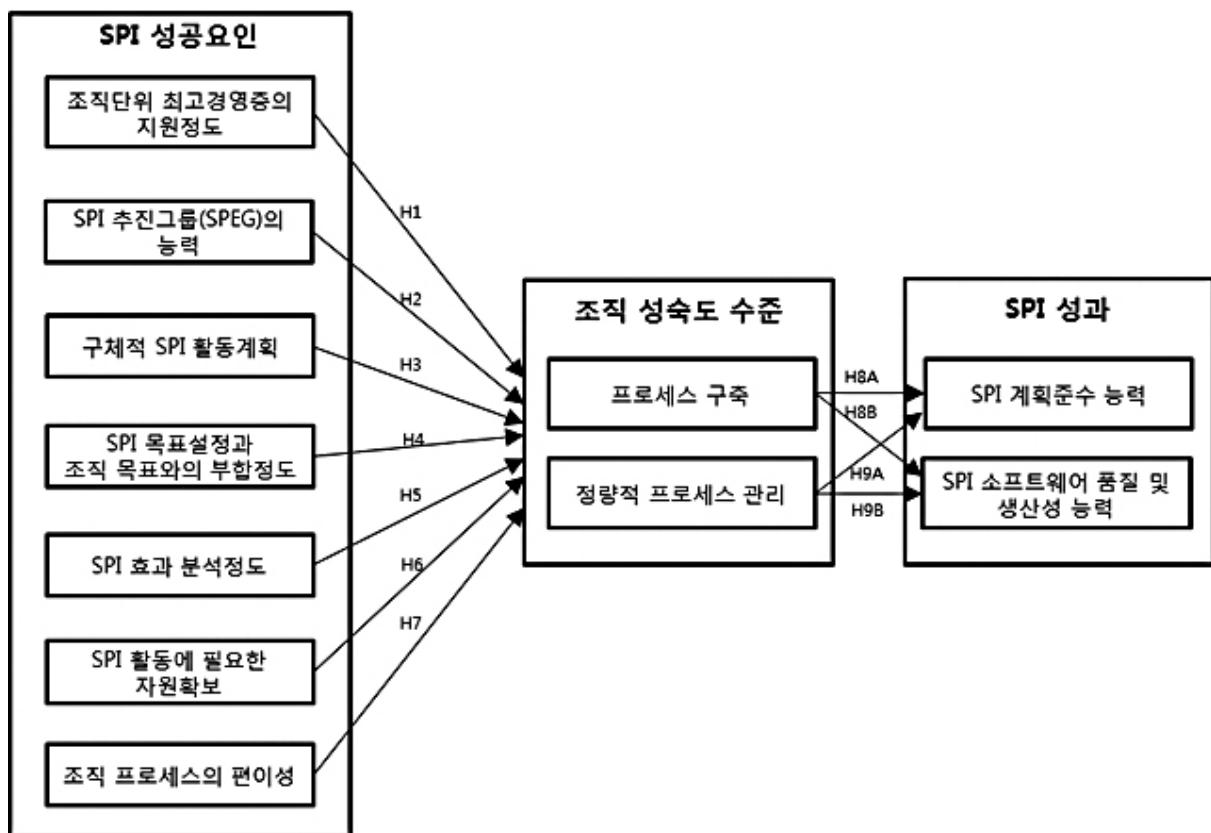 SPI 성공요인
조직단위 최고경영증의
지원정도
SPI 추진그룹(SPEG)의
능력
구체적 SPI 활동계획
SPI 목표설정과
조직 목표와의 부합정도
SPI 효과 분석정도
SPI 활동에 필요한
자원확보
조직 프로세스의 편이성
H1
H2
H3
H4
H5
H6
H7
조직 성숙도 수준
프로세스 구축
정량적 프로세스 관리
H8A
H8B
H9A
H9B
SPI 성과
SPI 계획준수 능력
SPI 소프트웨어 품질 및
생산성 능력